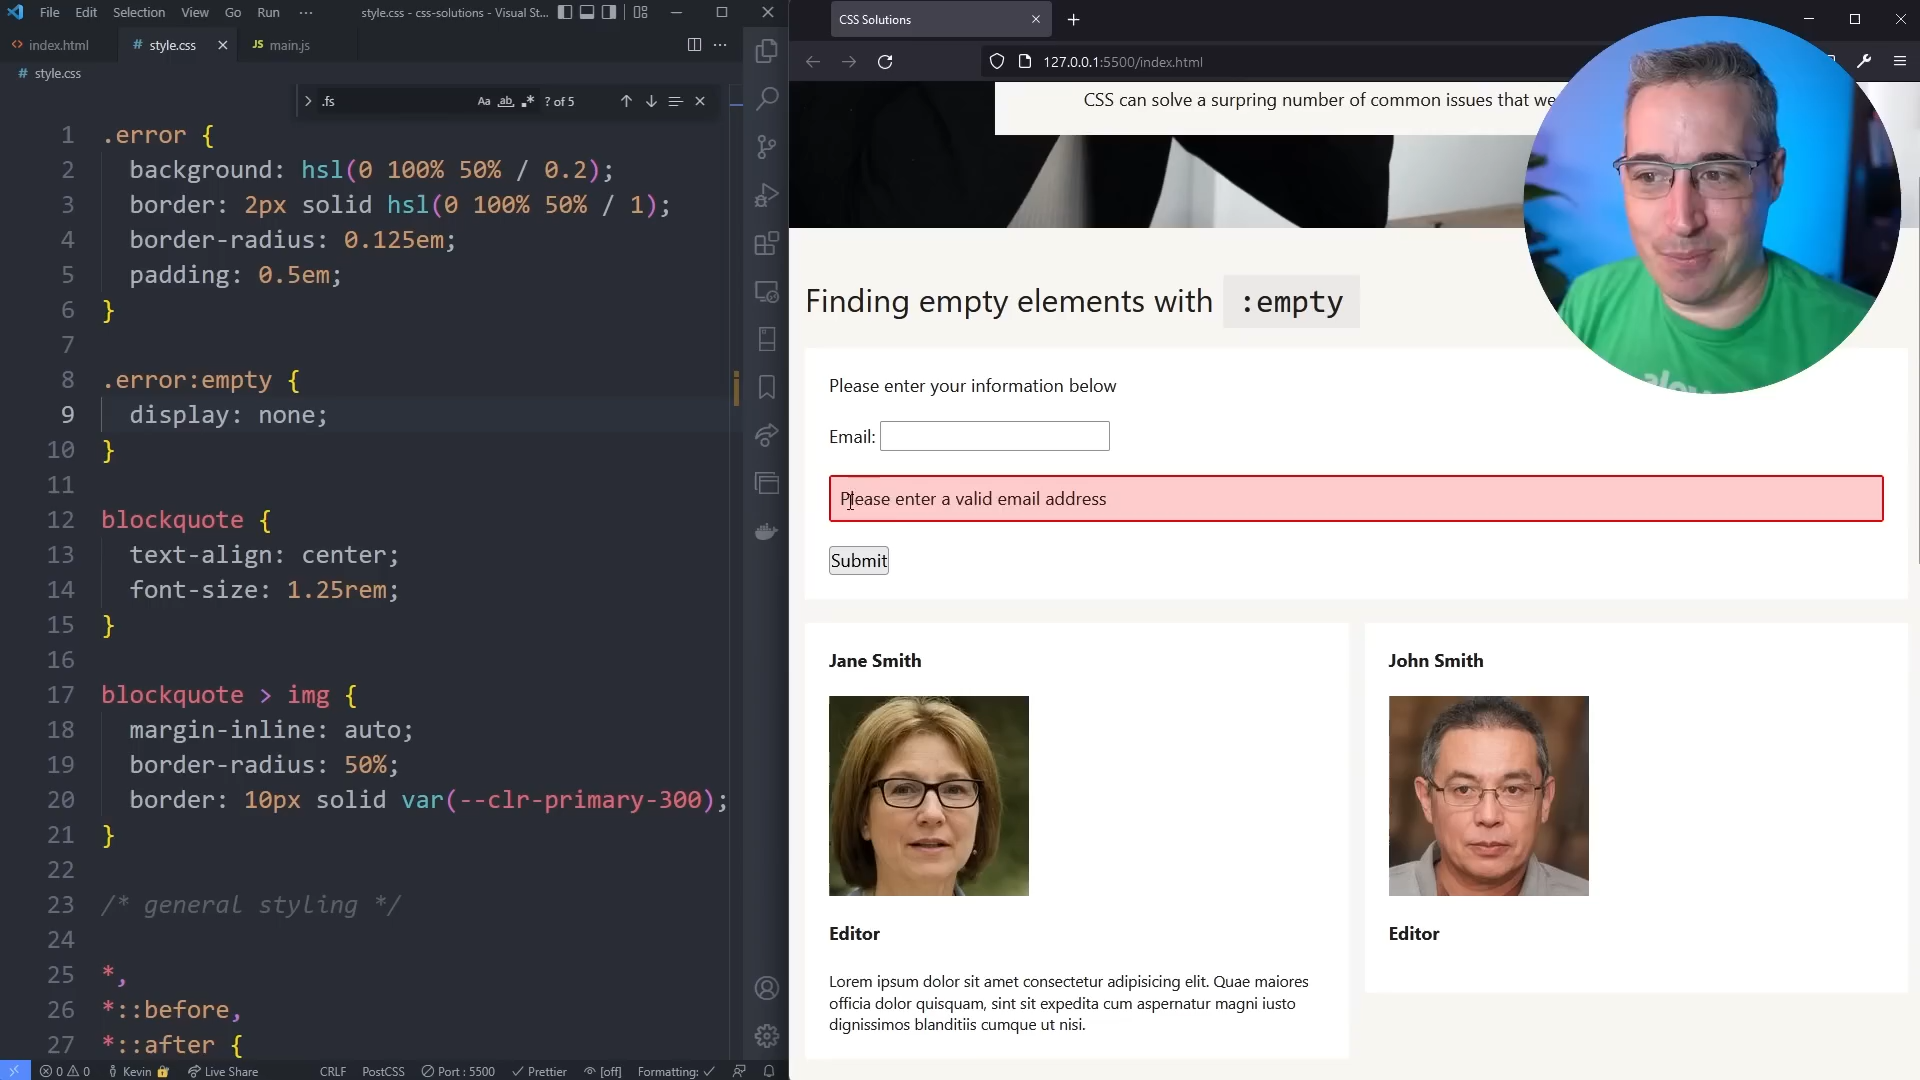 File Edit Selection View Go Run ··· style.css - css-solutions - Visual St...
index.html # style.css JS main.js
# style.css
.fs Aa ab ? of 5
1 .error {
2 background: hsl(0 100% 50% / 0.2);
3 border: 2px solid hsl(0 100% 50% / 1);
4 border-radius: 0.125em;
5 padding: 0.5em;
6 }
7
8 .error:empty {
9 display: none;
10 }
11
12 blockquote {
13 text-align: center;
14 font-size: 1.25rem;
15 }
16
17 blockquote > img {
18 margin-inline: auto;
19 border-radius: 50%;
20 border: 10px solid var(--clr-primary-300);
21 }
22
23 /* general styling */
24
25 *,
26 *::before,
27 *::after {
0 0 Kevin Live Share CRLF PostCSS Port : 5500 Prettier [off] Formatting:
CSS Solutions
127.0.0.1:5500/index.html
CSS can solve a surpring number of common issues that we
Finding empty elements with :empty
Please enter your information below
Email:
Please enter a valid email address
Submit
Jane Smith
Editor
Lorem ipsum dolor sit amet consectetur adipisicing elit. Quae maiores
officia dolor quisquam, sint sit expedita cum aspernatur magni iusto
dignissimos blanditiis cumque ut nisi.
John Smith
Editor